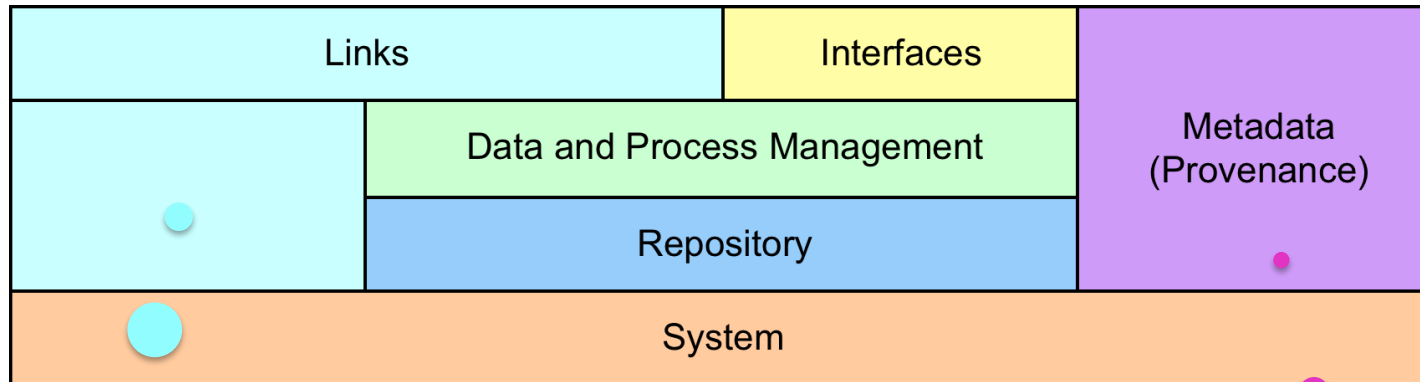 Links
Interfaces
Metadata
(Provenance)
Data and Process Management
Repository
System